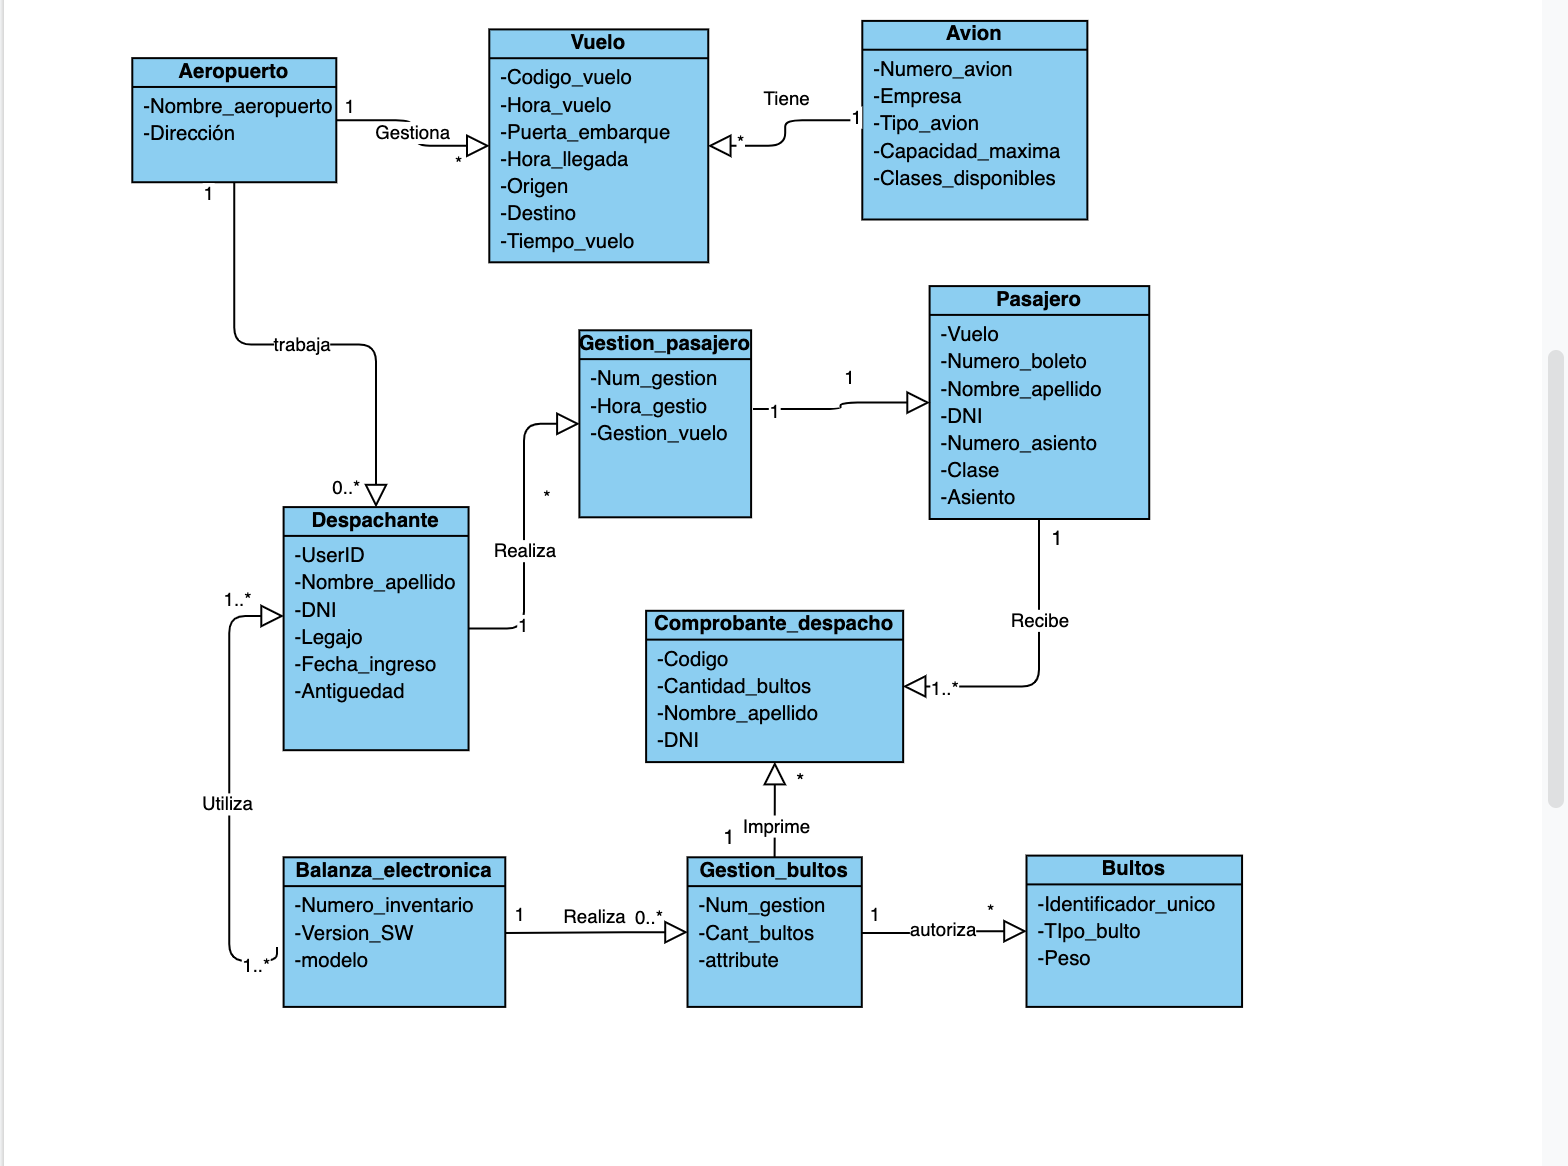 Aeropuerto
-Nombre_aeropuerto
-Dirección
1
Gestiona
*
Vuelo
-Codigo_vuelo
-Hora_vuelo
-Puerta_embarque
-Hora_llegada
-Origen
-Destino
-Tiempo_vuelo
Tiene
*
1
Avion
-Numero_avion
-Empresa
-Tipo_avion
-Capacidad_maxima
-Clases_disponibles
1
trabaja
0..*
Gestion_pasajero
-Num_gestion
-Hora_gestio
-Gestion_vuelo
1
1
Pasajero
-Vuelo
-Numero_boleto
-Nombre_apellido
-DNI
-Numero_asiento
-Clase
-Asiento
Despachante
-UserID
-Nombre_apellido
-DNI
-Legajo
-Fecha_ingreso
-Antiguedad
*
Realiza
1
1
Recibe
1..*
Comprobante_despacho
-Codigo
-Cantidad_bultos
-Nombre_apellido
-DNI
1..*
Utiliza
1..*
*
Imprime
1
Balanza_electronica
-Numero_inventario
-Version_SW
-modelo
1
Realiza
0..*
Gestion_bultos
-Num_gestion
-Cant_bultos
-attribute
1
autoriza
*
Bultos
-Identificador_unico
-TIpo_bulto
-Peso